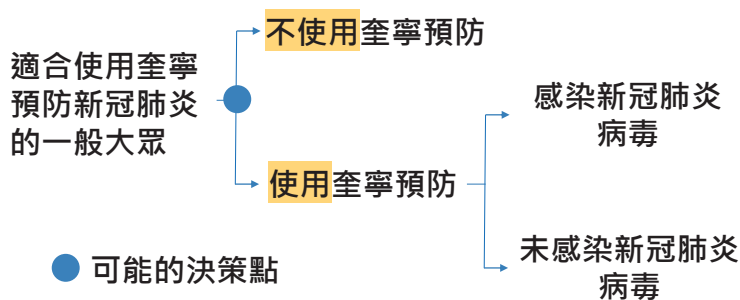 不使用奎寧預防
適合使用奎寧
預防新冠肺炎
的一般大眾
感染新冠肺炎
病毒
使用奎寧預防
未感染新冠肺炎
病毒
可能的決策點